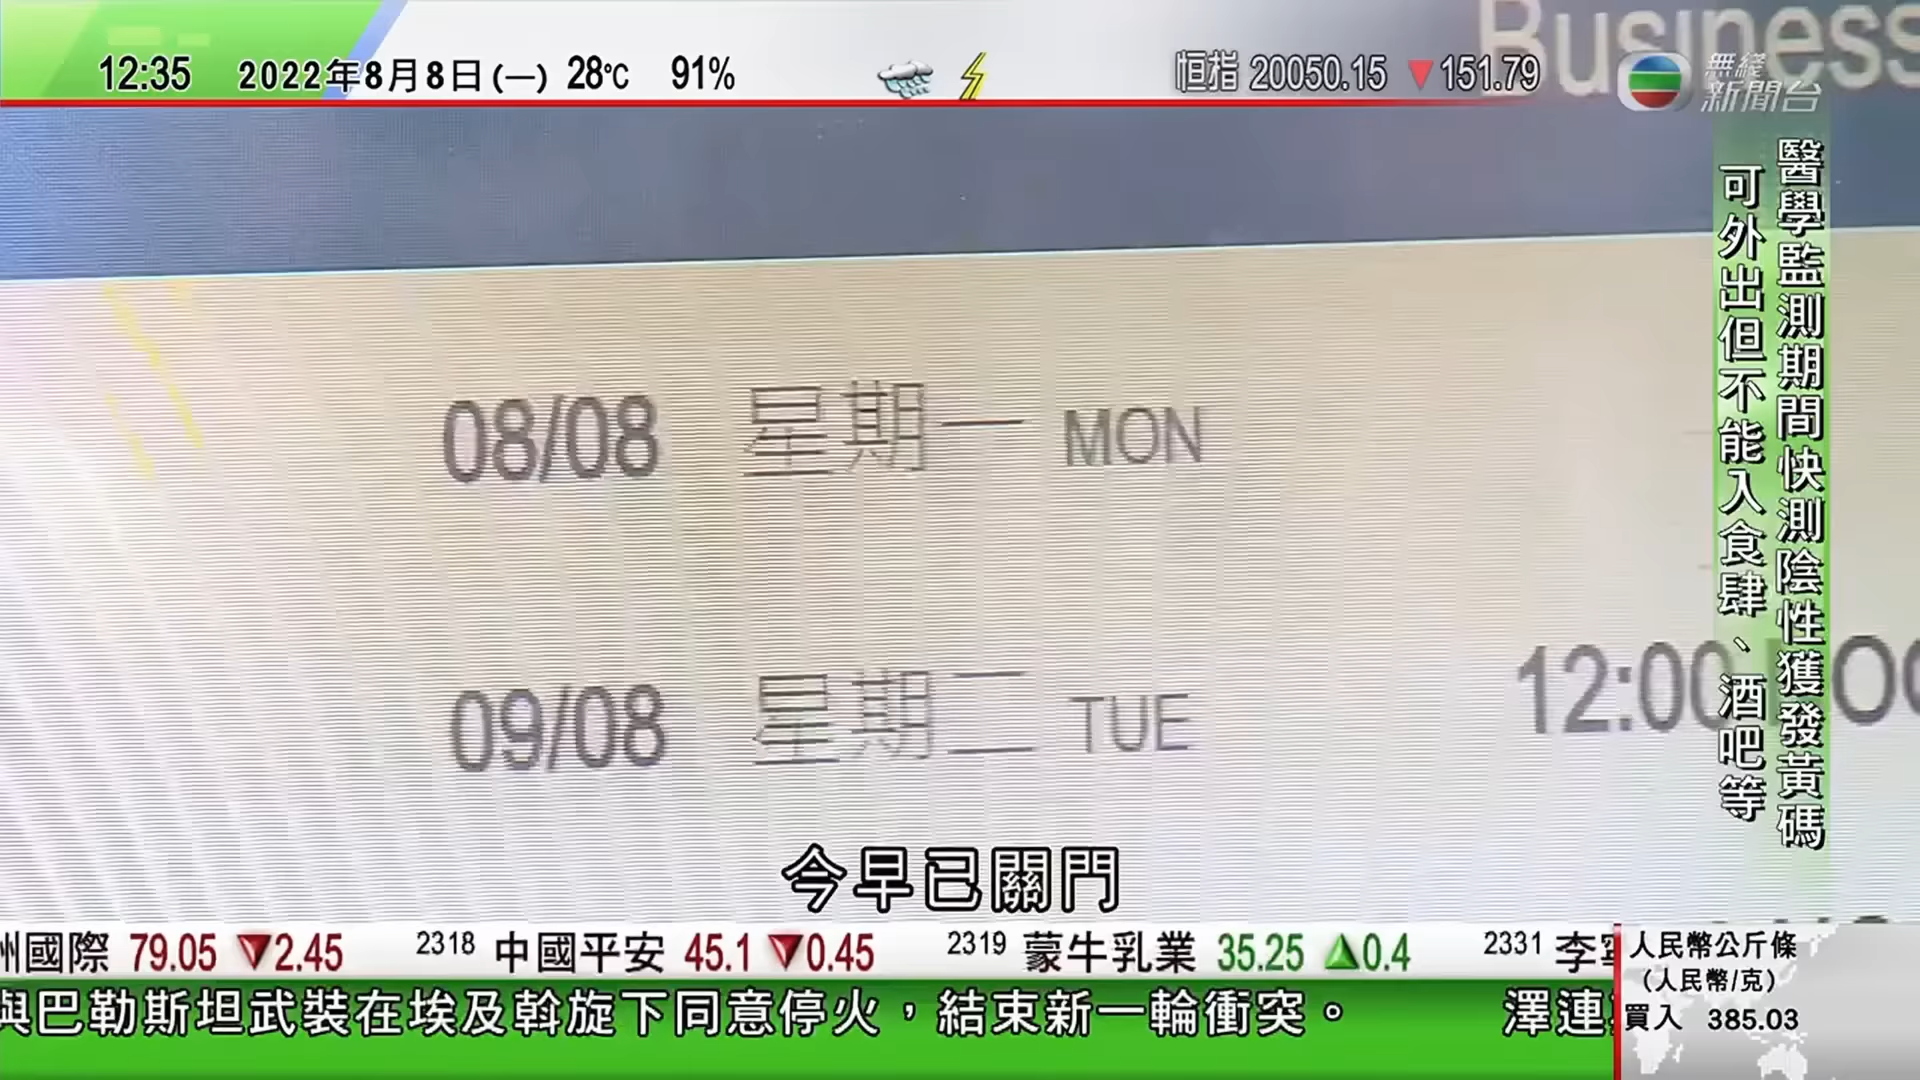 Business
12:35 2022年8月8日(一) 28℃ 91% 恒指 20050.15 ▼151.79
無綫
新聞台
醫學監測期間快測陰性獲發黃碼
可外出但不能入食肆、酒吧等
08/08 星期一 MON
09/08 星期二 TUE 12:00
今早已關門
州國際 79.05 ▼2.45 2318 中國平安 45.1 ▼0.45 2319 蒙牛乳業 35.25 ▲0.4 2331 李寧
與巴勒斯坦武裝在埃及斡旋下同意停火，結束新一輪衝突。 澤連
人民幣公斤條
(人民幣/克)
買入 385.03